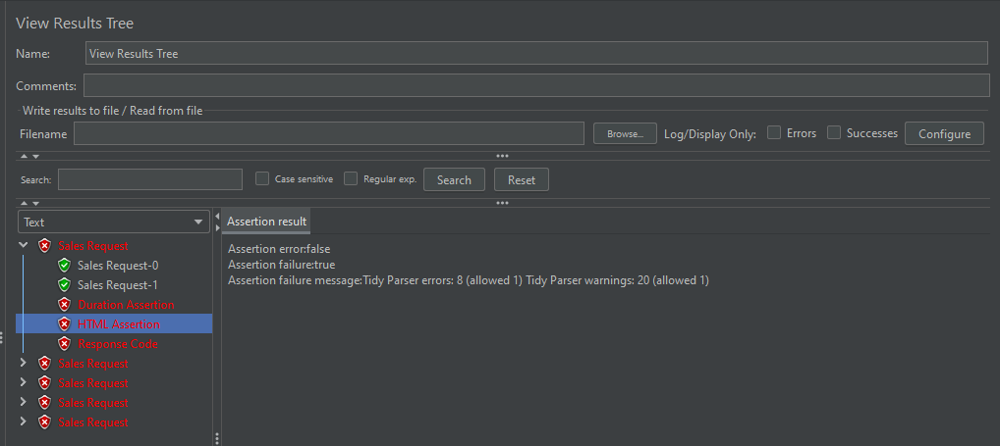 View Results Tree
Name: View Results Tree
Comments:
Write results to file / Read from file
Filename Browse... Log/Display Only: Errors Successes Configure
Search: Case sensitive Regular exp. Search Reset
Text
Assertion result
Sales Request
Sales Request-0
Sales Request-1
Duration Assertion
HTML Assertion
Response Code
Sales Request
Sales Request
Sales Request
Sales Request
Assertion error:false
Assertion failure:true
Assertion failure message:Tidy Parser errors: 8 (allowed 1) Tidy Parser warnings: 20 (allowed 1)